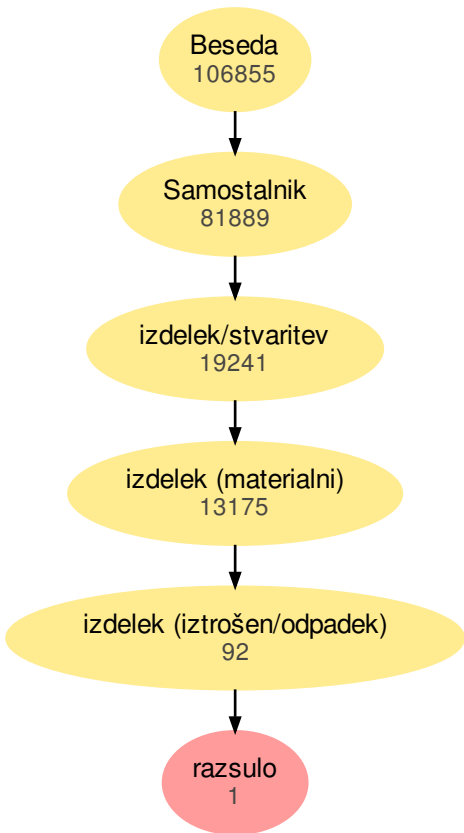 Beseda
106855
Samostalnik
81889
izdelek/stvaritev
19241
izdelek (materialni)
13175
izdelek (iztrošen/odpadek)
92
razsulo
1